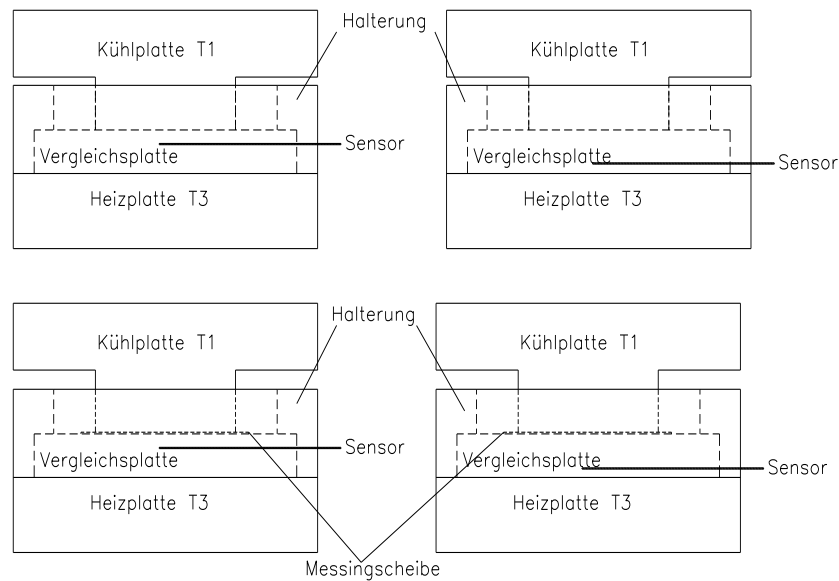 Halterung
Kühlplatte T1
Kühlplatte T1
Sensor
Vergleichsplatte
Vergleichsplatte
Sensor
Heizplatte T3
Heizplatte T3
Halterung
Kühlplatte T1
Kühlplatte T1
Sensor
Vergleichsplatte
Vergleichsplatte
Sensor
Heizplatte T3
Heizplatte T3
Messingscheibe